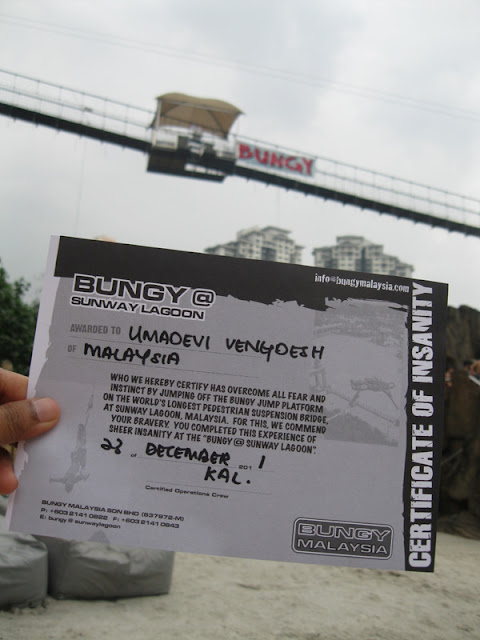 BUNGY
info@bungymalaysia.com
BUNGY @
SUNWAY LAGOON
AWARDED TO UMADEVI VENGDESH
OF MALAYSIA
WHO WE HEREBY CERTIFY HAS OVERCOME ALL FEAR AND
INSTINCT BY JUMPING OFF THE BUNGY JUMP PLATFORM
ON THE WORLD'S LONGEST PEDESTRIAN SUSPENSION BRIDGE,
AT SUNWAY LAGOON, MALAYSIA. FOR THIS, WE COMMEND
YOUR BRAVERY. YOU COMPLETED THIS EXPERIENCE OF
SHEER INSANITY AT THE "BUNGY @ SUNWAY LAGOON".
23 of DECEMBER 201 1
KAL.
Certified Operations Crew
BUNGY MALAYSIA SDN BHD (537972-M)
P: +603 2141 0822 F: +603 2141 0843
E: bungy @ sunwaylagoon
BUNGY
MALAYSIA
CERTIFICATE OF INSANITY